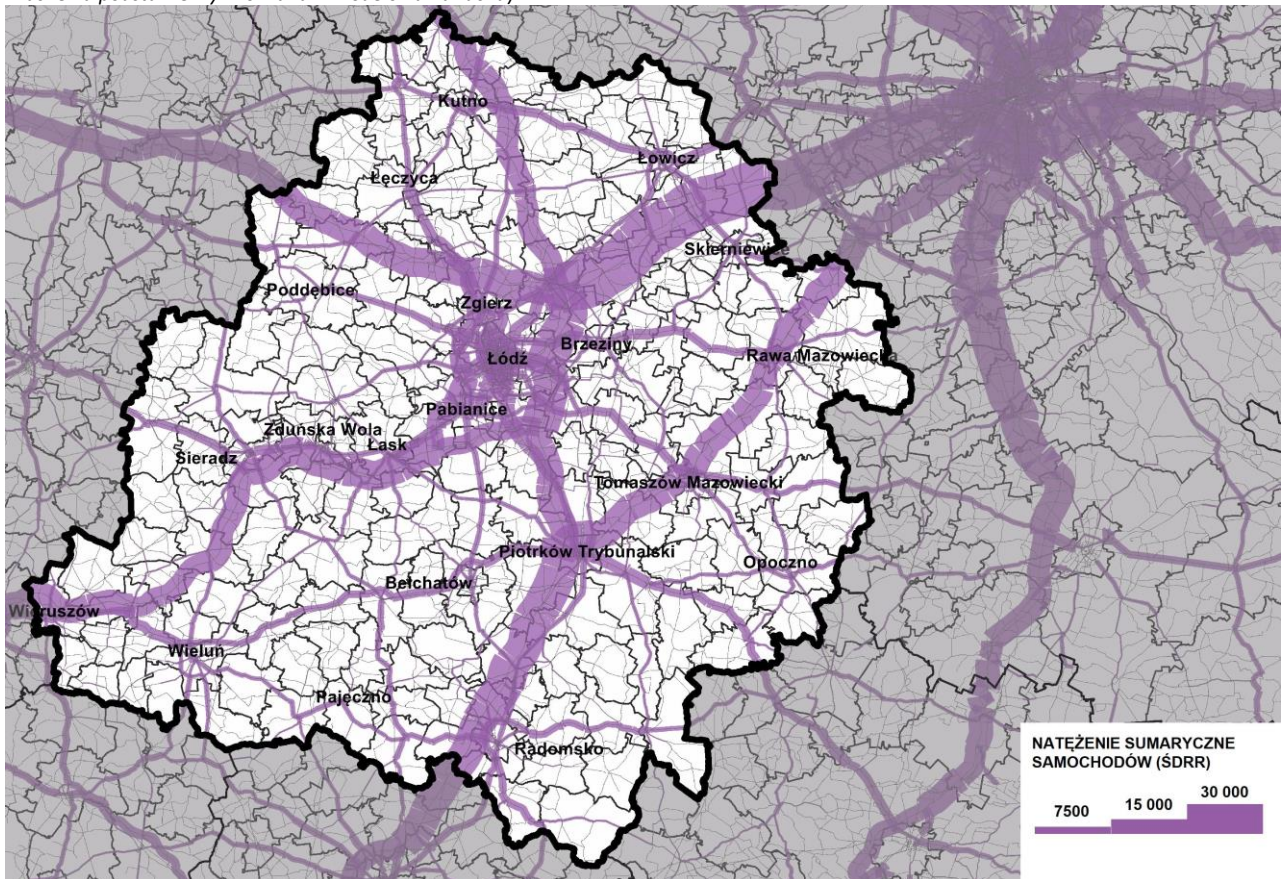 Kutno
Łowicz
Łęczyca
Skierniewice
Poddębice
Zgierz
Brzeziny
Łódź
Rawa Mazowiecka
Pabianice
Zduńska Wola
Łask
Sieradz
Tomaszów Mazowiecki
Piotrków Trybunalski
Opoczno
Bełchatów
Wieruszów
Wieluń
Pajęczno
Radomsko
NATĘŻENIE SUMARYCZNE
SAMOCHODÓW (ŚDRR)
7500 15 000 30 000